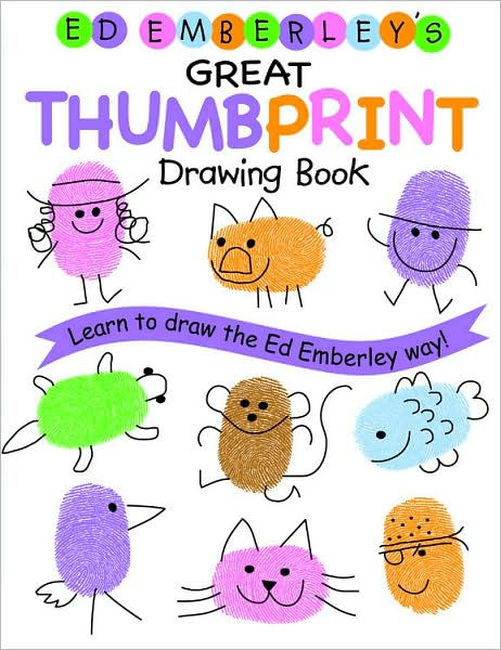 ED EMBERLEY'S
GREAT
THUMBPRINT
Drawing Book
Learn to draw the Ed Emberley way!